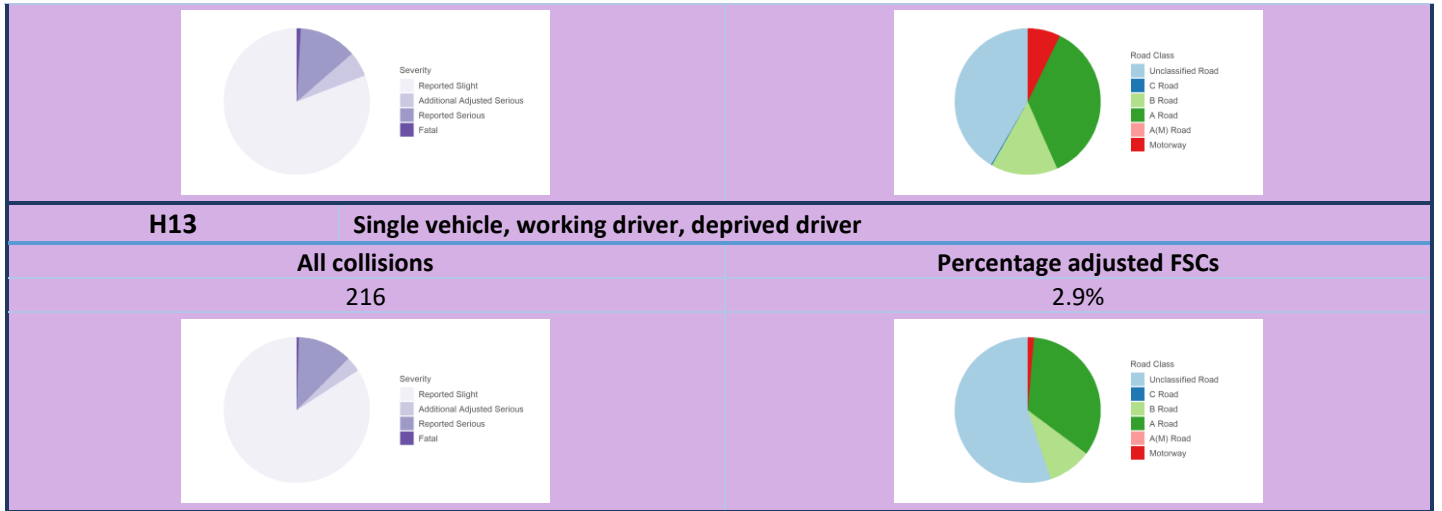 Severity
Reported Slight
Additional Adjusted Serious
Reported Serious
Fatal
Road Class
Unclassified Road
C Road
B Road
A Road
A(M) Road
Motorway
H13 Single vehicle, working driver, deprived driver
All collisions Percentage adjusted FSCs
216 2.9%
Severity
Reported Slight
Additional Adjusted Serious
Reported Serious
Fatal
Road Class
Unclassified Road
C Road
B Road
A Road
A(M) Road
Motorway